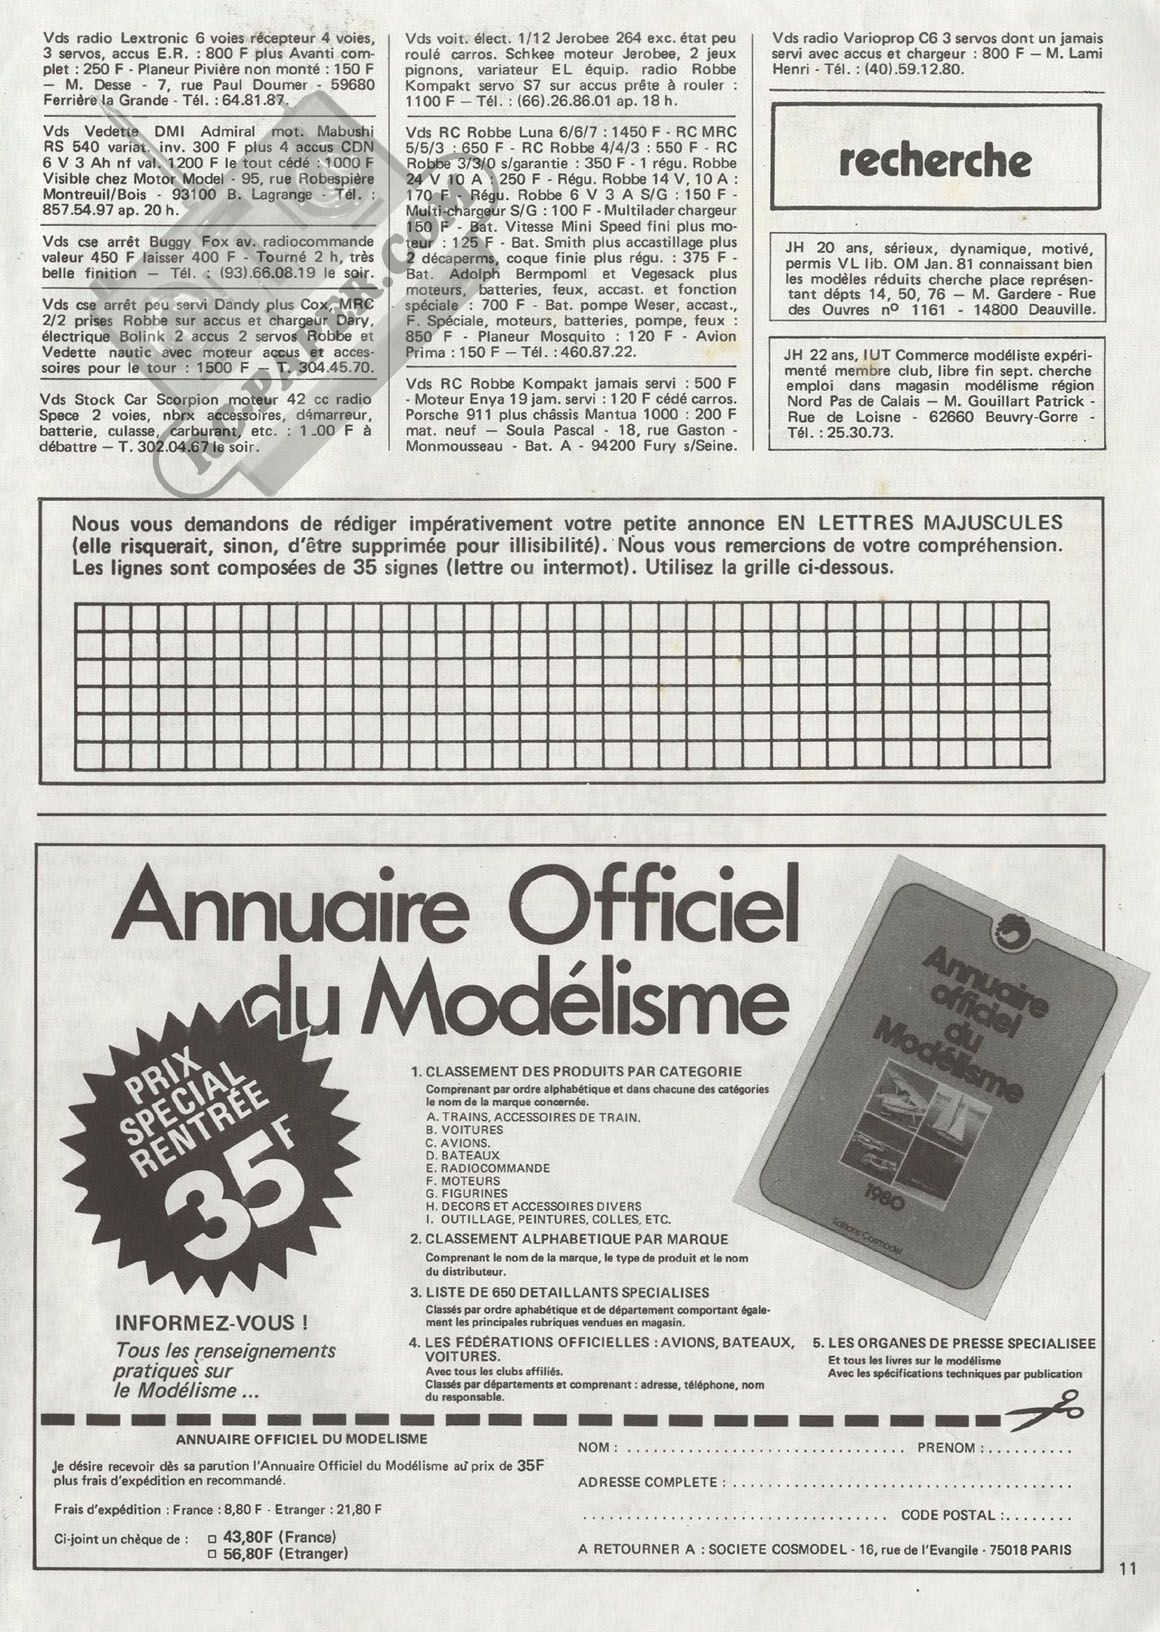 Vds radio Lextronic 6 voies récepteur 4 voies,
3 servos, accus E.R. : 800 F plus Avanti com-
plet : 250 F - Planeur Pivière non monté : 150 F
— M. Desse - 7, rue Paul Doumer - 59680
Ferrière la Grande - Tél. : 64.81.87.
Vds Vedette DMI Admiral mot. Mabushi
RS 540 variat. inv. 300 F plus 4 accus CDN
6 V 3 Ah nf val. 1200 F le tout cédé : 1000 F
Visible chez Motor Model - 95, rue Robespière
Montreuil/Bois - 93100 B. Lagrange - Tél. :
857.54.97 ap. 20 h.
Vds cse arrêt Buggy Fox av. radiocommande
valeur 450 F laisser 400 F - Tourné 2 h, très
belle finition — Tél. : (93).66.08.19 le soir.
Vds cse arrêt peu servi Dandy plus Cox, MRC
2/2 prises Robbe sur accus et chargeur Dary,
électrique Bolink 2 accus 2 servos Robbe et
Vedette nautic avec moteur accus et acces-
soires pour le tour : 1500 F — T. 304.45.70.
Vds Stock Car Scorpion moteur 42 cc radio
Spece 2 voies, nbrx accessoires, démarreur,
batterie, culasse, carburant, etc. : 1.00 F à
débattre — T. 302.04.67 le soir.
Vds voit. élect. 1/12 Jerobee 264 exc. état peu
roulé carros. Schkee moteur Jerobee, 2 jeux
pignons, variateur EL équip. radio Robbe
Kompakt servo S7 sur accus prête à rouler :
1100 F — Tél. : (66).26.86.01 ap. 18 h.
Vds RC Robbe Luna 6/6/7 : 1450 F - RC MRC
5/5/3 : 650 F - RC Robbe 4/4/3 : 550 F - RC
Robbe 3/3/0 s/garantie : 350 F - 1 régu. Robbe
24 V 10 A : 250 F - Régu. Robbe 14 V, 10 A :
170 F - Régu. Robbe 6 V 3 A S/G : 150 F -
Multi-chargeur S/G : 100 F - Multilader chargeur
150 F - Bat. Vitesse Mini Speed fini plus mo-
teur : 125 F - Bat. Smith plus accastillage plus
2 décaperms, coque finie plus régu. : 375 F -
Bat. Adolph Bermpoml et Vegesack plus
moteurs, batteries, feux, accast. et fonction
spéciale : 700 F - Bat. pompe Weser, accast.,
F. Spéciale, moteurs, batteries, pompe, feux :
850 F - Planeur Mosquito : 120 F - Avion
Prima : 150 F — Tél. : 460.87.22.
Vds RC Robbe Kompakt jamais servi : 500 F
- Moteur Enya 19 jam. servi : 120 F cédé carros.
Porsche 911 plus châssis Mantua 1000 : 200 F
mat. neuf — Soula Pascal - 18, rue Gaston -
Monmousseau - Bat. A - 94200 Fury s/Seine.
Vds radio Varioprop C6 3 servos dont un jamais
servi avec accus et chargeur : 800 F — M. Lami
Henri - Tél. : (40).59.12.80.
recherche
JH 20 ans, sérieux, dynamique, motivé,
permis VL lib. OM Jan. 81 connaissant bien
les modèles réduits cherche place représen-
tant dépts 14, 50, 76 — M. Gardere - Rue
des Ouvres nº 1161 - 14800 Deauville.
JH 22 ans, IUT Commerce modéliste expéri-
menté membre club, libre fin sept. cherche
emploi dans magasin modélisme région
Nord Pas de Calais — M. Gouillart Patrick -
Rue de Loisne - 62660 Beuvry-Gorre -
Tél. : 25.30.73.
RC-PAPER.COM
Nous vous demandons de rédiger impérativement votre petite annonce EN LETTRES MAJUSCULES
(elle risquerait, sinon, d'être supprimée pour illisibilité). Nous vous remercions de votre compréhension.
Les lignes sont composées de 35 signes (lettre ou intermot). Utilisez la grille ci-dessous.
Annuaire Officiel
du Modélisme
PRIX
SPECIAL
RENTRÉE
35F
INFORMEZ-VOUS !
Tous les renseignements
pratiques sur
le Modélisme ...
1. CLASSEMENT DES PRODUITS PAR CATEGORIE
Comprenant par ordre alphabétique et dans chacune des catégories
le nom de la marque concernée.
A. TRAINS, ACCESSOIRES DE TRAIN.
B. VOITURES
C. AVIONS.
D. BATEAUX
E. RADIOCOMMANDE
F. MOTEURS
G. FIGURINES
H. DECORS ET ACCESSOIRES DIVERS
I. OUTILLAGE, PEINTURES, COLLES, ETC.
2. CLASSEMENT ALPHABETIQUE PAR MARQUE
Comprenant le nom de la marque, le type de produit et le nom
du distributeur.
3. LISTE DE 650 DETAILLANTS SPECIALISES
Classés par ordre aphabétique et de département comportant égale-
ment les principales rubriques vendues en magasin.
4. LES FÉDÉRATIONS OFFICIELLES : AVIONS, BATEAUX,
VOITURES.
Avec tous les clubs affiliés.
Classés par départements et comprenant : adresse, téléphone, nom
du responsable.
5. LES ORGANES DE PRESSE SPECIALISEE
Et tous les livres sur le modélisme
Avec les spécifications techniques par publication
Annuaire
officiel
du
Modélisme
1980
Editions Cosmodel
ANNUAIRE OFFICIEL DU MODELISME
Je désire recevoir dès sa parution l'Annuaire Officiel du Modélisme au prix de 35F
plus frais d'expédition en recommandé.
Frais d'expédition : France : 8,80 F - Etranger : 21,80 F
Ci-joint un chèque de : □ 43,80F (France)
□ 56,80F (Etranger)
NOM : .................................... PRENOM : ..........
ADRESSE COMPLETE : ..........................................
.................................... CODE POSTAL : ........
A RETOURNER A : SOCIETE COSMODEL - 16, rue de l'Evangile - 75018 PARIS
11